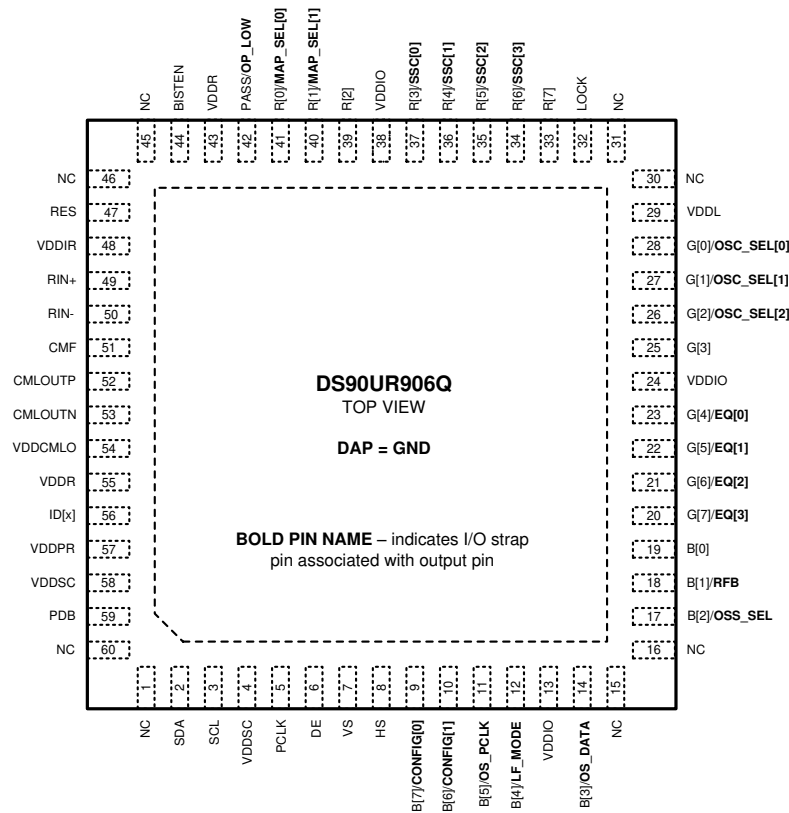 NC
BISTEN
VDDR
PASS/OP_LOW
R[0]/MAP_SEL[0]
R[1]/MAP_SEL[1]
R[2]
VDDIO
R[3]/SSC[0]
R[4]/SSC[1]
R[5]/SSC[2]
R[6]/SSC[3]
R[7]
LOCK
NC
45
44
43
42
41
40
39
38
37
36
35
34
33
32
31
NC 46
RES 47
VDDIR 48
RIN+ 49
RIN- 50
CMF 51
CMLOUTP 52
CMLOUTN 53
VDDCMLO 54
VDDR 55
ID[x] 56
VDDPR 57
VDDSC 58
PDB 59
NC 60
DS90UR906Q
TOP VIEW
DAP = GND
BOLD PIN NAME – indicates I/O strap
pin associated with output pin
30 NC
29 VDDL
28 G[0]/OSC_SEL[0]
27 G[1]/OSC_SEL[1]
26 G[2]/OSC_SEL[2]
25 G[3]
24 VDDIO
23 G[4]/EQ[0]
22 G[5]/EQ[1]
21 G[6]/EQ[2]
20 G[7]/EQ[3]
19 B[0]
18 B[1]/RFB
17 B[2]/OSS_SEL
16 NC
1
2
3
4
5
6
7
8
9
10
11
12
13
14
15
NC
SDA
SCL
VDDSC
PCLK
DE
VS
HS
B[7]/CONFIG[0]
B[6]/CONFIG[1]
B[5]/OS_PCLK
B[4]/LF_MODE
VDDIO
B[3]/OS_DATA
NC